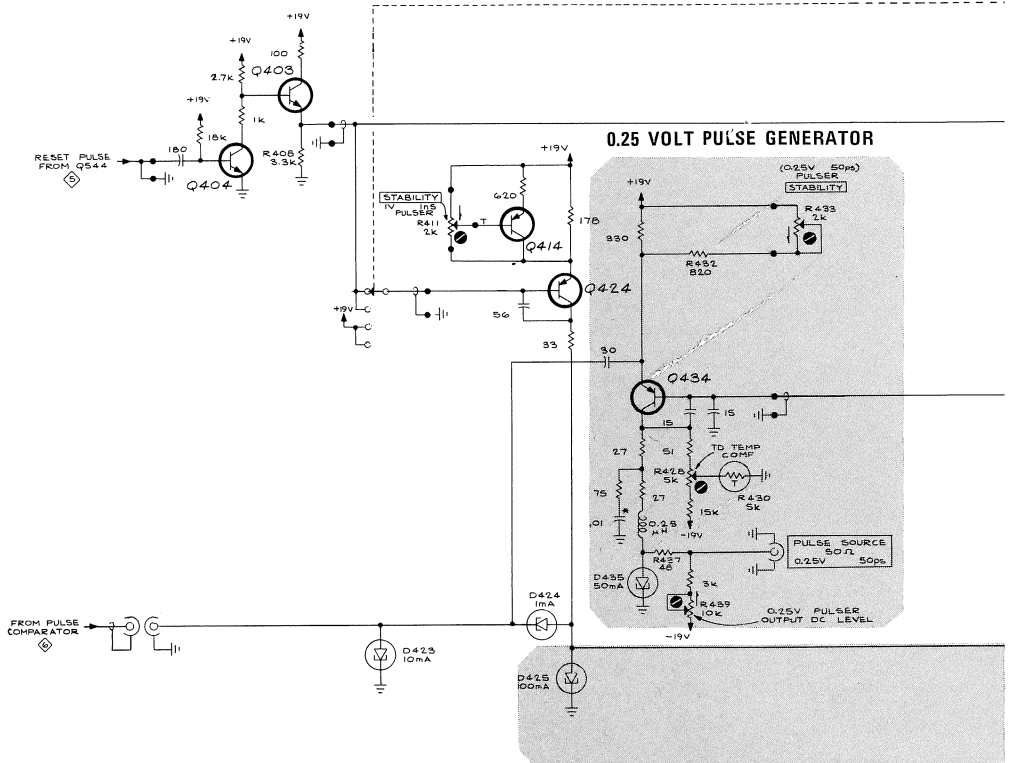 +19V
100
+19V
Q403
2.7k
+19V
1k
18k
RESET PULSE
FROM Q544
5
180
Q404
R408
3.3k
0.25 VOLT PULSE GENERATOR
+19V
(0.25V 50ps)
PULSER
STABILITY
+19V
R433
2k
STABILITY
1V 1nS
PULSER
R411
2k
620
T
178
330
Q414
R432
820
Q424
+19V
56
33
30
Q434
15
15
27
51
TD TEMP
COMP
R428
5k
T
R430
5k
75
27
.01
*
0.25
μH
15k
-19V
R437
48
PULSE SOURCE
50Ω
0.25V 50ps
D435
50mA
3k
R439
10k
0.25V PULSER
OUTPUT DC LEVEL
-19V
D424
1mA
FROM PULSE
COMPARATOR
6
D423
10mA
D425
100mA